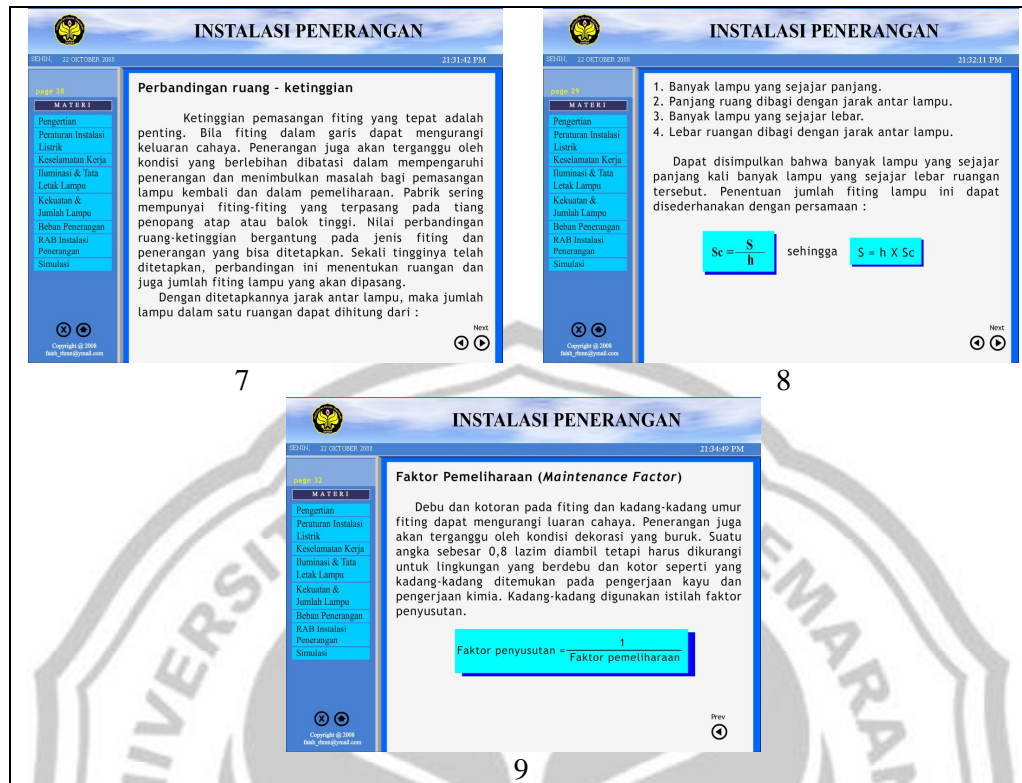 INSTALASI PENERANGAN
SENIN, 22 OKTOBER 2008 21:31:42 PM
page 28
MATERI
Pengertian
Peraturan Instalasi
Listrik
Keselamatan Kerja
Iluminasi & Tata
Letak Lampu
Kekuatan &
Jumlah Lampu
Beban Penerangan
RAB Instalasi
Penerangan
Simulasi
Copyright @ 2008
Perbandingan ruang - ketinggian
Ketinggian pemasangan fiting yang tepat adalah
penting. Bila fiting dalam garis dapat mengurangi
keluaran cahaya. Penerangan juga akan terganggu oleh
kondisi yang berlebihan dibatasi dalam mempengaruhi
penerangan dan menimbulkan masalah bagi pemasangan
lampu kembali dan dalam pemeliharaan. Pabrik sering
mempunyai fiting-fiting yang terpasang pada tiang
penopang atap atau balok tinggi. Nilai perbandingan
ruang-ketinggian bergantung pada jenis fiting dan
penerangan yang bisa ditetapkan. Sekali tingginya telah
ditetapkan, perbandingan ini menentukan ruangan dan
juga jumlah fiting lampu yang akan dipasang.
Dengan ditetapkannya jarak antar lampu, maka jumlah
lampu dalam satu ruangan dapat dihitung dari :
Next
7
INSTALASI PENERANGAN
SENIN, 22 OKTOBER 2008 21:32:11 PM
page 29
MATERI
Pengertian
Peraturan Instalasi
Listrik
Keselamatan Kerja
Iluminasi & Tata
Letak Lampu
Kekuatan &
Jumlah Lampu
Beban Penerangan
RAB Instalasi
Penerangan
Simulasi
Copyright @ 2008
1. Banyak lampu yang sejajar panjang.
2. Panjang ruang dibagi dengan jarak antar lampu.
3. Banyak lampu yang sejajar lebar.
4. Lebar ruangan dibagi dengan jarak antar lampu.
Dapat disimpulkan bahwa banyak lampu yang sejajar
panjang kali banyak lampu yang sejajar lebar ruangan
tersebut. Penentuan jumlah fiting lampu ini dapat
disederhanakan dengan persamaan :
Sc = S / h sehingga S = h X Sc
Next
8
INSTALASI PENERANGAN
SENIN, 22 OKTOBER 2008 21:34:49 PM
page 32
MATERI
Pengertian
Peraturan Instalasi
Listrik
Keselamatan Kerja
Iluminasi & Tata
Letak Lampu
Kekuatan &
Jumlah Lampu
Beban Penerangan
RAB Instalasi
Penerangan
Simulasi
Copyright @ 2008
Faktor Pemeliharaan (Maintenance Factor)
Debu dan kotoran pada fiting dan kadang-kadang umur
fiting dapat mengurangi luaran cahaya. Penerangan juga
akan terganggu oleh kondisi dekorasi yang buruk. Suatu
angka sebesar 0,8 lazim diambil tetapi harus dikurangi
untuk lingkungan yang berdebu dan kotor seperti yang
kadang-kadang ditemukan pada pengerjaan kayu dan
pengerjaan kimia. Kadang-kadang digunakan istilah faktor
penyusutan.
Faktor penyusutan = 1 / Faktor pemeliharaan
Prev
9